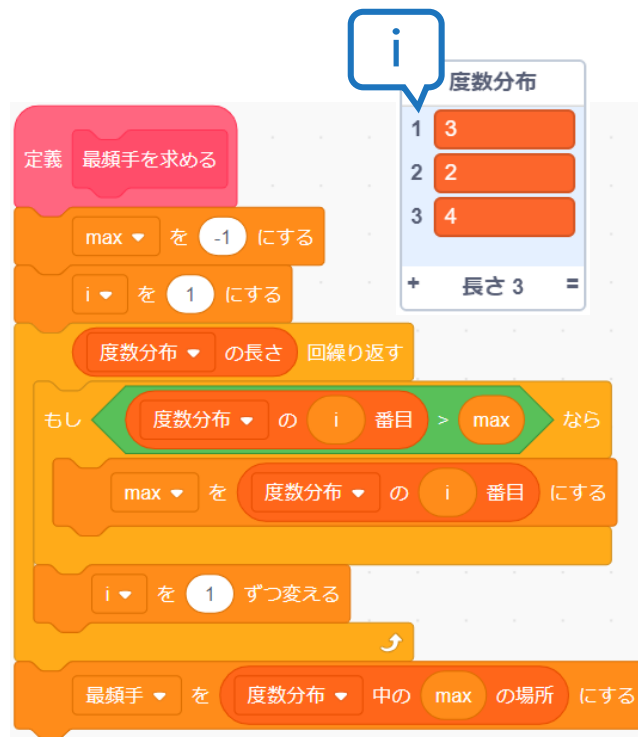 i
度数分布
1 3
2 2
3 4
+ 長さ 3 =
定義 最頻手を求める
max を -1 にする
i を 1 にする
度数分布 の長さ 回繰り返す
もし 度数分布 の i 番目 > max なら
max を 度数分布 の i 番目 にする
i を 1 ずつ変える
最頻手 を 度数分布 中の max の場所 にする